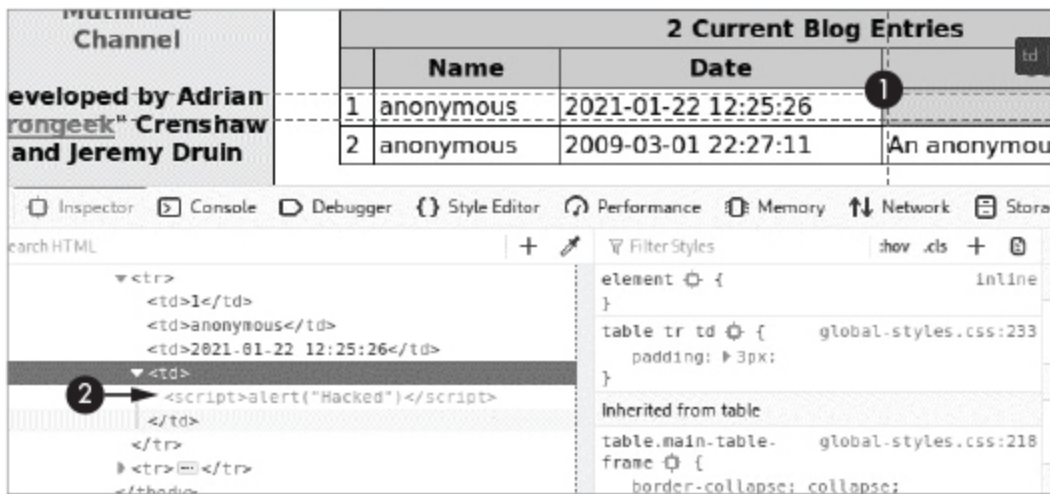 Mutillidae
Channel
eveloped by Adrian
rongeek" Crenshaw
and Jeremy Druin
2 Current Blog Entries
Name Date
td
1
1 anonymous 2021-01-22 12:25:26
2 anonymous 2009-03-01 22:27:11 An anonymou
Inspector Console Debugger {} Style Editor Performance Memory Network Stora
earch HTML +
Filter Styles :hov .cls +
▼<tr>
<td>1</td>
<td>anonymous</td>
<td>2021-01-22 12:25:26</td>
▼<td>
2
<script>alert("Hacked")</script>
</td>
</tr>
▶<tr>⋯</tr>
</tbody>
element { inline
}
table tr td { global-styles.css:233
padding: ▶3px;
}
Inherited from table
table.main-table- global-styles.css:218
frame {
border-collapse: collapse;